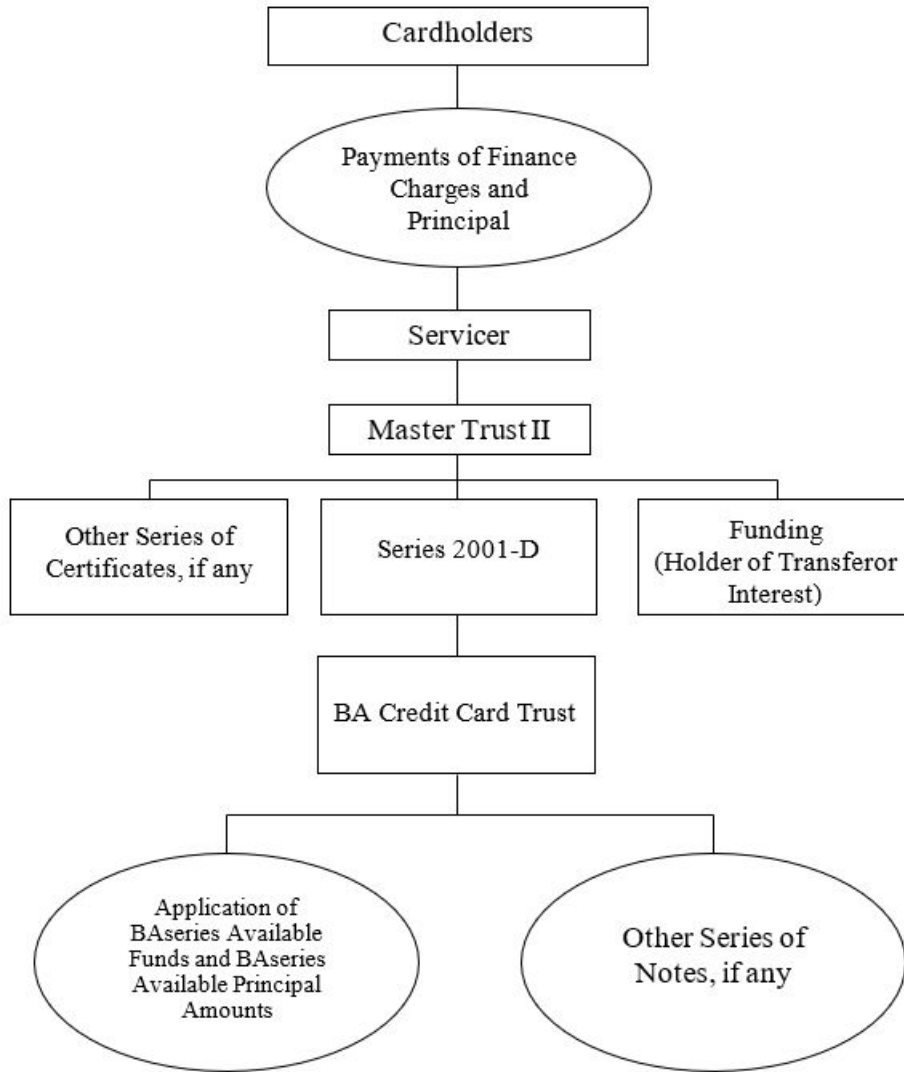 Cardholders
Payments of Finance
Charges and
Principal
Servicer
Master Trust II
Other Series of
Certificates, if any
Series 2001-D
Funding
(Holder of Transferor
Interest)
BA Credit Card Trust
Application of
BAseries Available
Funds and BAseries
Available Principal
Amounts
Other Series of
Notes, if any